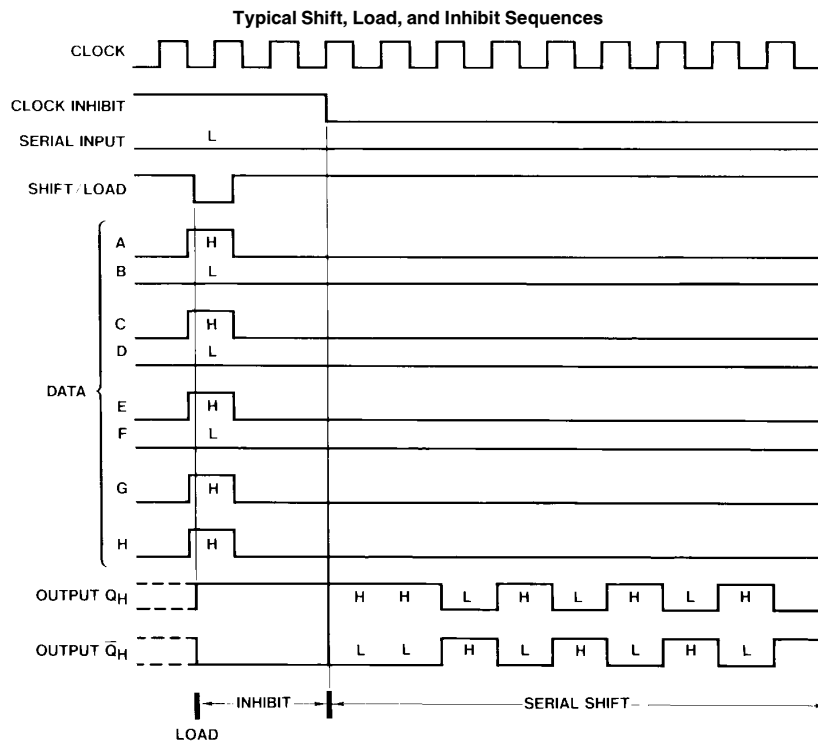 Typical Shift, Load, and Inhibit Sequences
CLOCK
CLOCK INHIBIT
SERIAL INPUT L
SHIFT/LOAD
DATA
A H
B L
C H
D L
E H
F L
G H
H H
OUTPUT QH H H L H L H L H
OUTPUT Q̄H L L H L H L H L
INHIBIT SERIAL SHIFT
LOAD